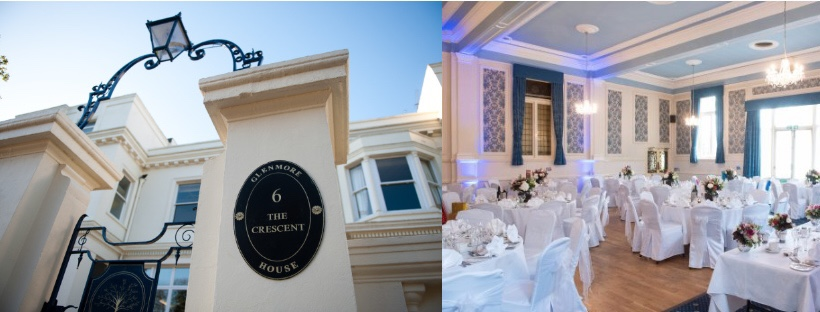 GLENMORE
6
THE
CRESCENT
HOUSE